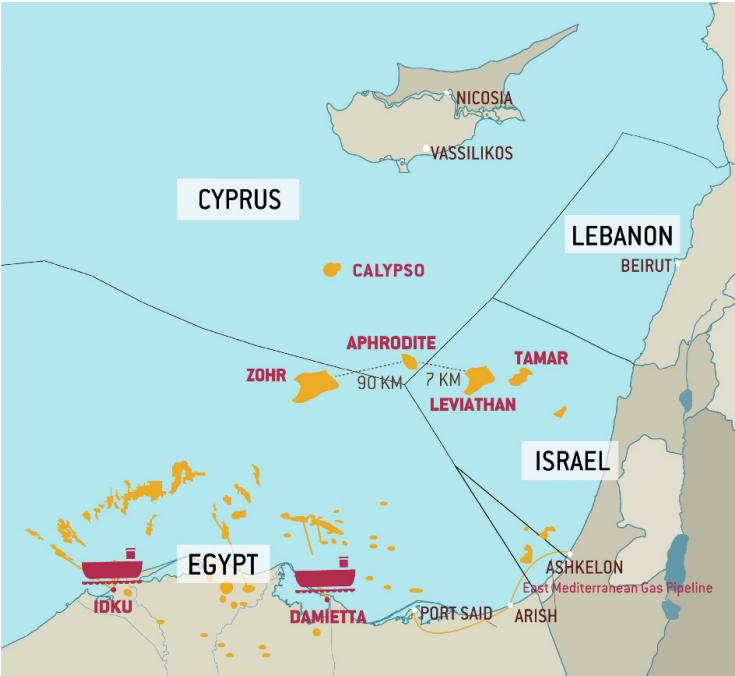 NICOSIA
VASSILIKOS
CYPRUS
LEBANON
BEIRUT
CALYPSO
APHRODITE
ZOHR
90 KM
7 KM
TAMAR
LEVIATHAN
ISRAEL
EGYPT
ASHKELON
East Mediterranean Gas Pipeline
IDKU
DAMIETTA
PORT SAID
ARISH